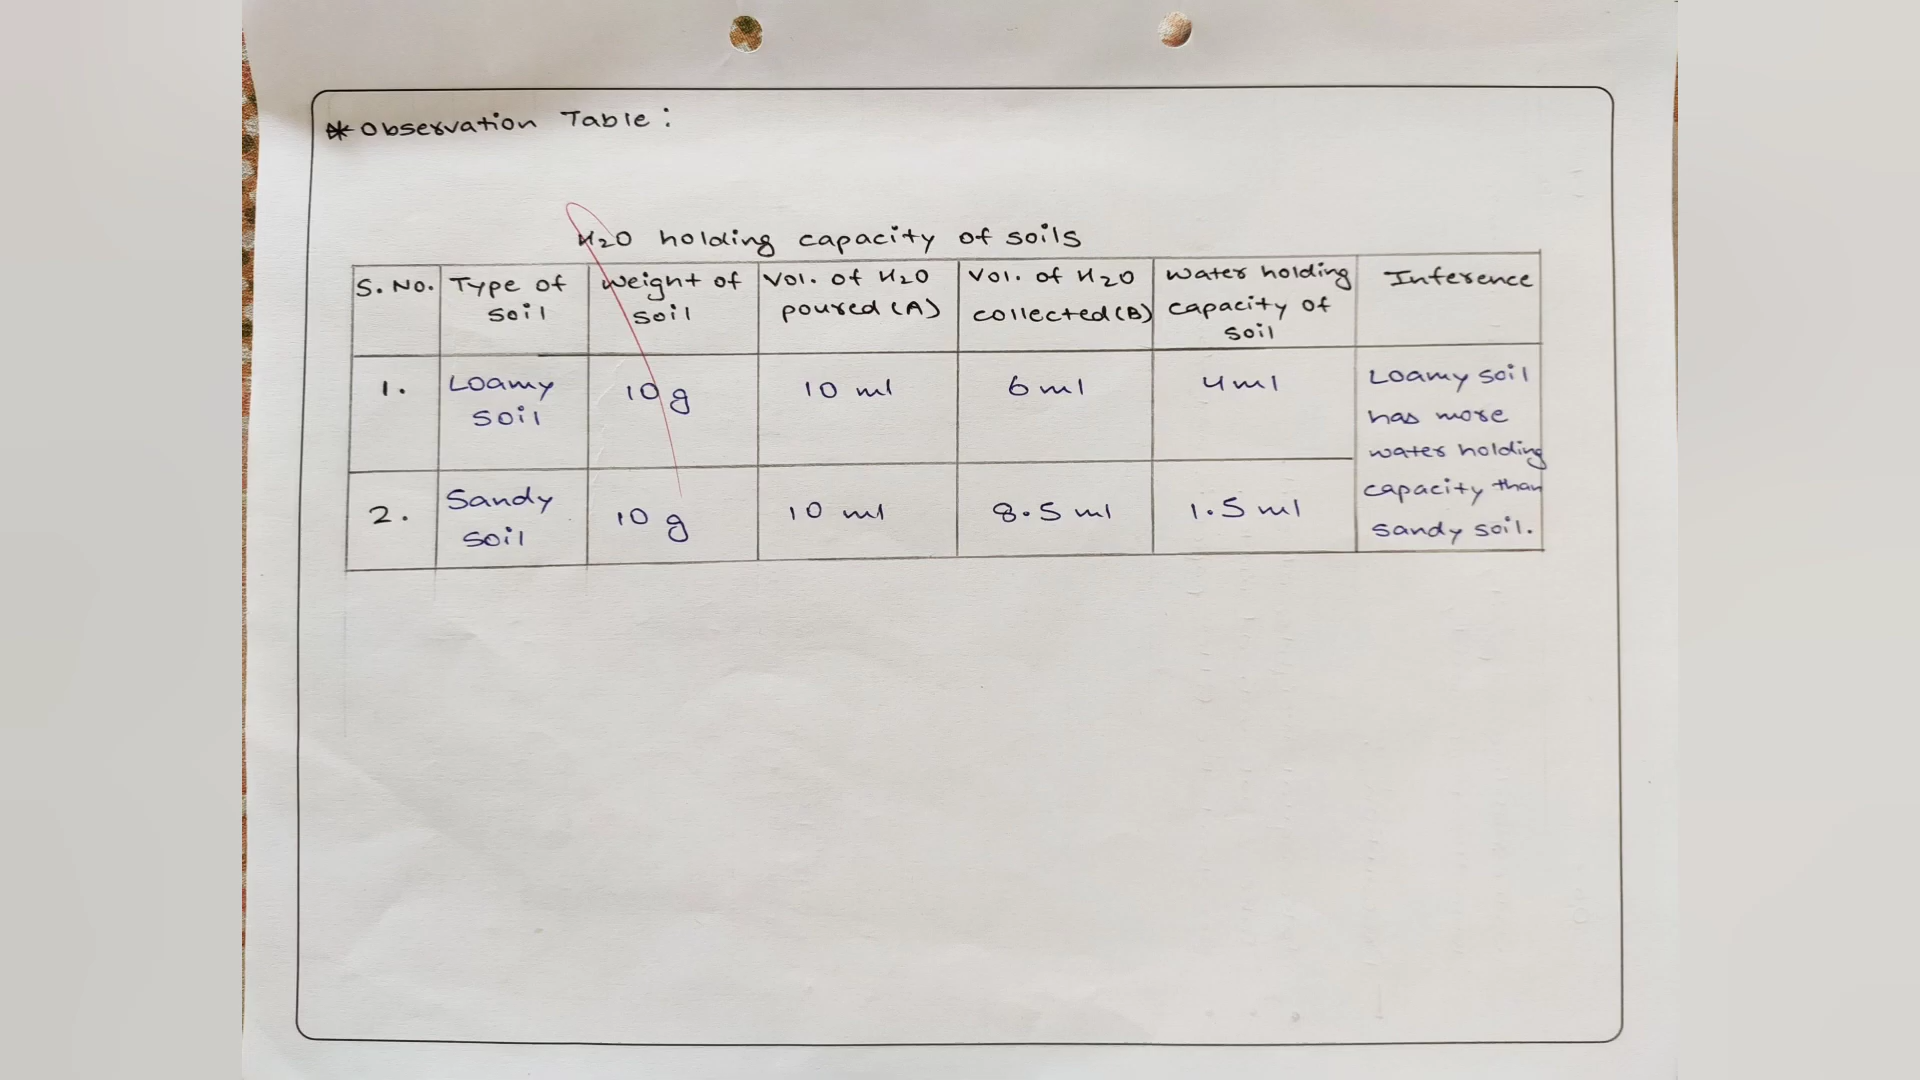 * Observation Table :
H₂O holding capacity of soils
S. No. Type of soil Weight of soil Vol. of H₂O poured (A) Vol. of H₂O collected (B) Water holding capacity of soil Inference
1. Loamy soil 10 g 10 ml 6 ml 4 ml Loamy soil has more water holding capacity than sandy soil.
2. Sandy soil 10 g 10 ml 8.5 ml 1.5 ml